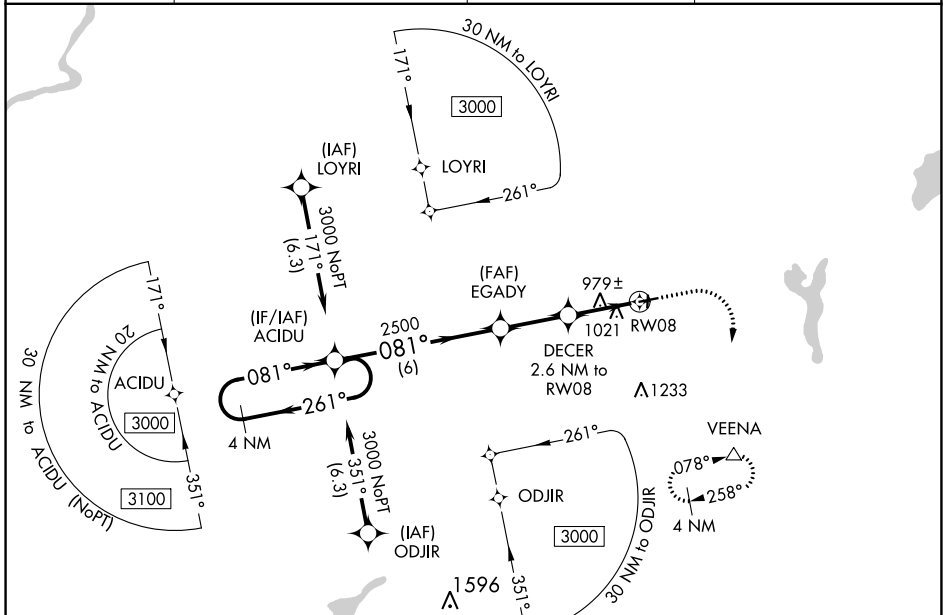 30 NM to LOYRI
171°
3000
LOYRI
261°
(IAF)
LOYRI
3000 NoPT
171°
(6.3)
(FAF)
EGADY
979±
1021
RW08
(IF/IAF)
ACIDU
2500
081°
(6)
DECER
2.6 NM to
RW08
1233
081°
261°
4 NM
171°
20 NM to ACIDU
ACIDU
3000
30 NM to ACIDU (NoPT)
3100
351°
3000 NoPT
351°
(6.3)
(IAF)
ODJIR
261°
ODJIR
3000
30 NM to ODJIR
351°
VEENA
078°
258°
4 NM
1596